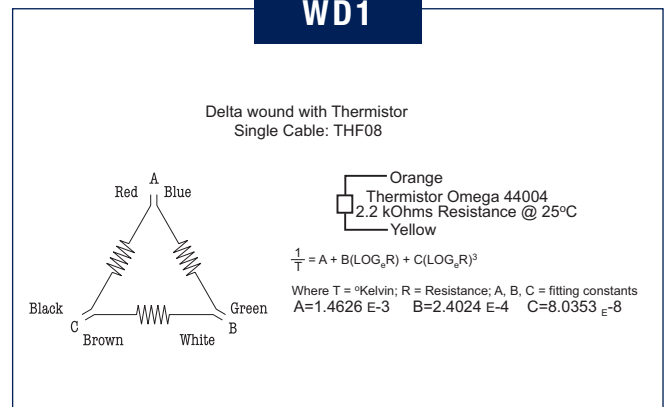 WD1
Delta wound with Thermistor
Single Cable: THF08
A
Red Blue
Black
C
Brown
White
Green
B
Orange
Thermistor Omega 44004
2.2 kOhms Resistance @ 25ºC
Yellow
1/T = A + B(LOGₑR) + C(LOGₑR)³
Where T = ºKelvin; R = Resistance; A, B, C = fitting constants
A=1.4626 E-3 B=2.4024 E-4 C=8.0353 E-8